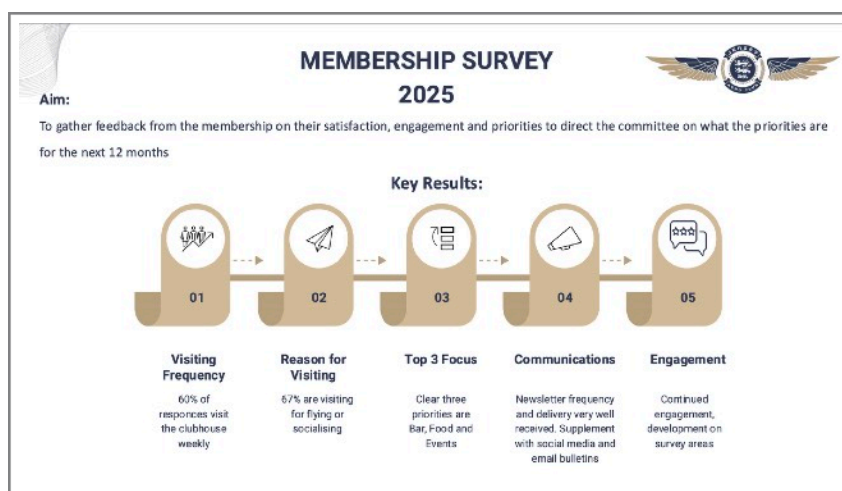 MEMBERSHIP SURVEY
2025
Aim:
To gather feedback from the membership on their satisfaction, engagement and priorities to direct the committee on what the priorities are
for the next 12 months
Key Results:
01
02
03
04
05
Visiting
Frequency
60% of
responces visit
the clubhouse
weekly
Reason for
Visiting
67% are visiting
for flying or
socialising
Top 3 Focus
Clear three
priorities are
Bar, Food and
Events
Communications
Newsletter frequency
and delivery very well
received. Supplement
with social media and
email bulletins
Engagement
Continued
engagement,
development on
survey areas